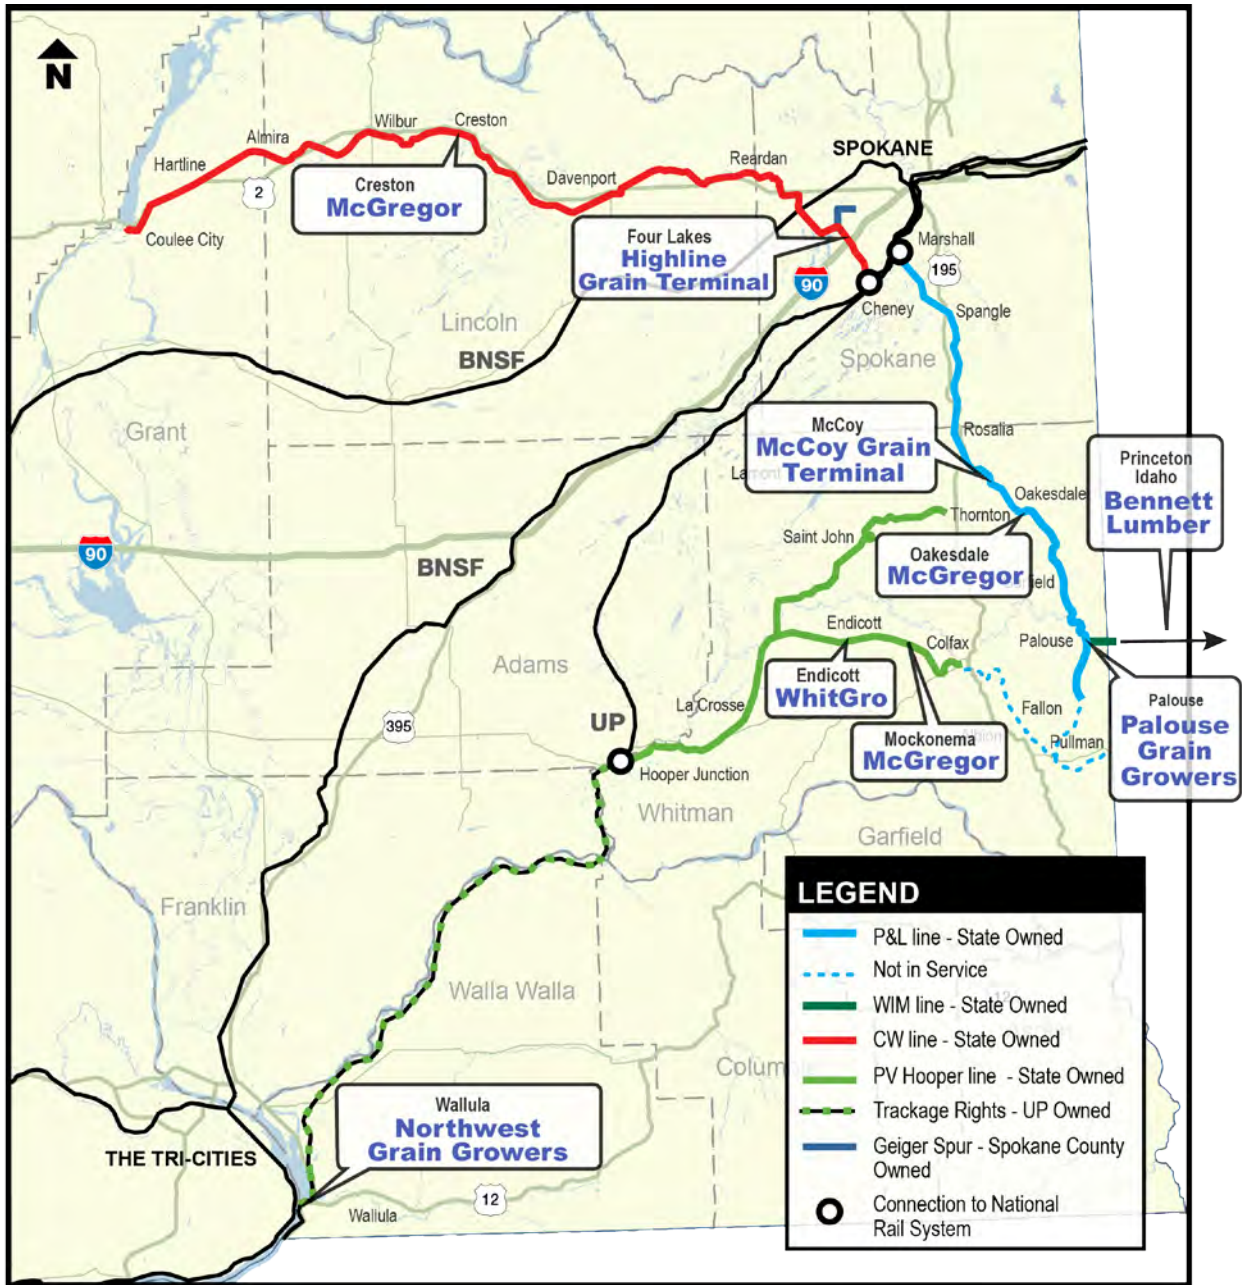 N
Hartline
Almira
Wilbur
Creston
Creston
McGregor
2
Coulee City
Davenport
Reardan
SPOKANE
Four Lakes
Highline
Grain Terminal
90
Marshall
195
Cheney
Spangle
Lincoln
BNSF
Spokane
Grant
McCoy
McCoy Grain
Terminal
Rosalia
Princeton
Idaho
Bennett
Lumber
Oakesdale
Thornton
Saint John
Oakesdale
McGregor
90
BNSF
Endicott
Colfax
Palouse
Adams
Endicott
WhitGro
La Crosse
Fallon
Palouse
Palouse
Grain
Growers
395
UP
Mockonema
McGregor
Albion
Pullman
Hooper Junction
Whitman
Garfield
Franklin
Walla Walla
LEGEND
P&L line - State Owned
Not in Service
WIM line - State Owned
12
CW line - State Owned
PV Hooper line - State Owned
Trackage Rights - UP Owned
Geiger Spur - Spokane County
Owned
Connection to National
Rail System
Wallula
Northwest
Grain Growers
THE TRI-CITIES
12
Wallula